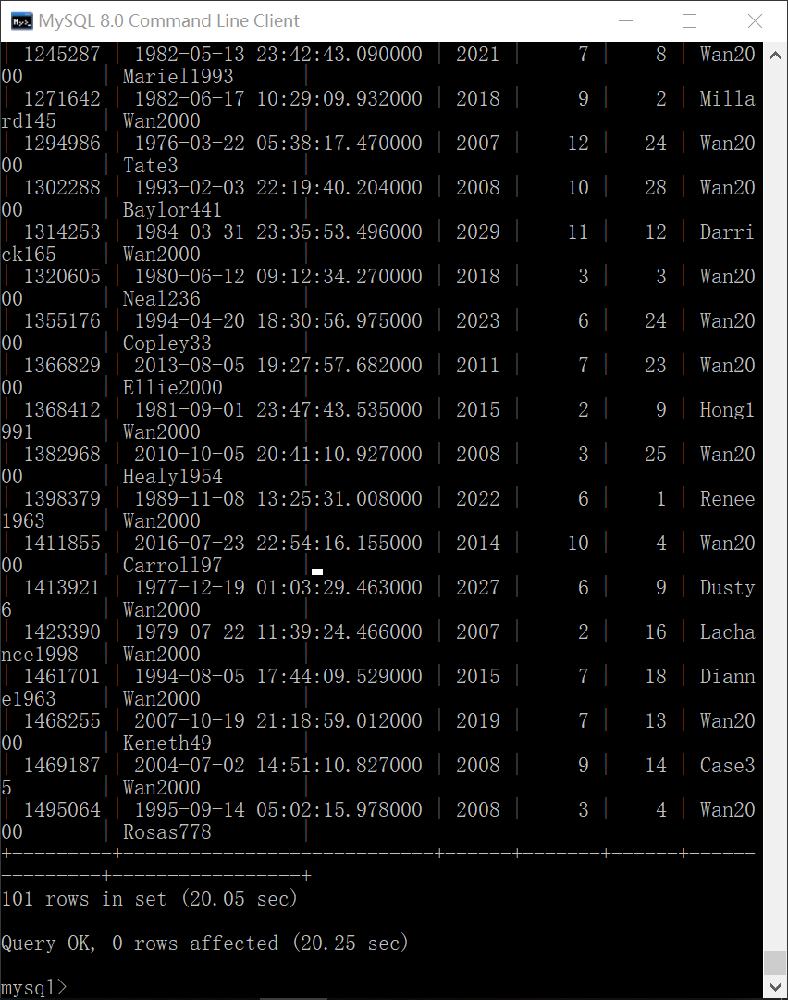 MySQL 8.0 Command Line Client
| 1245287 | 1982-05-13 23:42:43.090000 | 2021 | 7 | 8 | Wan20
00 | Mariel1993 |
| 1271642 | 1982-06-17 10:29:09.932000 | 2018 | 9 | 2 | Milla
rd145 | Wan2000 |
| 1294986 | 1976-03-22 05:38:17.470000 | 2007 | 12 | 24 | Wan20
00 | Tate3 |
| 1302288 | 1993-02-03 22:19:40.204000 | 2008 | 10 | 28 | Wan20
00 | Baylor441 |
| 1314253 | 1984-03-31 23:35:53.496000 | 2029 | 11 | 12 | Darri
ck165 | Wan2000 |
| 1320605 | 1980-06-12 09:12:34.270000 | 2018 | 3 | 3 | Wan20
00 | Neal236 |
| 1355176 | 1994-04-20 18:30:56.975000 | 2023 | 6 | 24 | Wan20
00 | Copley33 |
| 1366829 | 2013-08-05 19:27:57.682000 | 2011 | 7 | 23 | Wan20
00 | Ellie2000 |
| 1368412 | 1981-09-01 23:47:43.535000 | 2015 | 2 | 9 | Hong1
991 | Wan2000 |
| 1382968 | 2010-10-05 20:41:10.927000 | 2008 | 3 | 25 | Wan20
00 | Healy1954 |
| 1398379 | 1989-11-08 13:25:31.008000 | 2022 | 6 | 1 | Renee
1963 | Wan2000 |
| 1411855 | 2016-07-23 22:54:16.155000 | 2014 | 10 | 4 | Wan20
00 | Carroll97 |
| 1413921 | 1977-12-19 01:03:29.463000 | 2027 | 6 | 9 | Dusty
6 | Wan2000 |
| 1423390 | 1979-07-22 11:39:24.466000 | 2007 | 2 | 16 | Lacha
nce1998 | Wan2000 |
| 1461701 | 1994-08-05 17:44:09.529000 | 2015 | 7 | 18 | Diann
e1963 | Wan2000 |
| 1468255 | 2007-10-19 21:18:59.012000 | 2019 | 7 | 13 | Wan20
00 | Keneth49 |
| 1469187 | 2004-07-02 14:51:10.827000 | 2008 | 9 | 14 | Case3
5 | Wan2000 |
| 1495064 | 1995-09-14 05:02:15.978000 | 2008 | 3 | 4 | Wan20
00 | Rosas778 |
+---------+----------------------------+------+-------+------+------
---------+-----------------+
101 rows in set (20.05 sec)
Query OK, 0 rows affected (20.25 sec)
mysql>